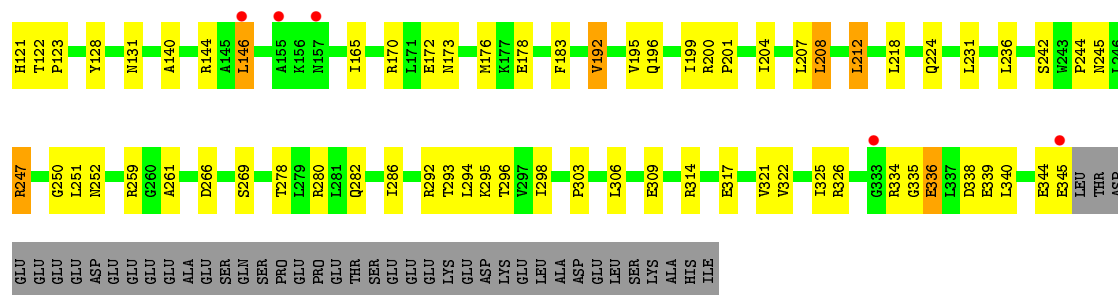 H121 T122 P123 Y128 N131 A140 R144 A145 L146 A155 K156 N157 I165 R170 L171 E172 N173 M176 K177 E178 F183 V192 V195 Q196 I199 R200 P201 I204 L207 L208 L212 L218 Q224 L231 L236 S242 W243 P244 N245 L246
R247 G250 L251 N252 R259 G260 A261 D266 S269 T278 L279 R280 L281 Q282 I286 R292 T293 L294 K295 T296 V297 I298 P303 L306 E309 R314 E317 V321 V322 I325 R326 G333 R334 G335 E336 L337 D338 E339 L340 E344 E345 LEU THR ASP
GLU GLU GLU GLU ASP GLU GLU GLU GLU ALA GLU SER GLN SER PRO GLU PRO GLU THR SER GLU GLU GLU LYS GLU ASP LYS GLU LEU ALA ASP GLU LEU SER LYS ALA HIS ILE